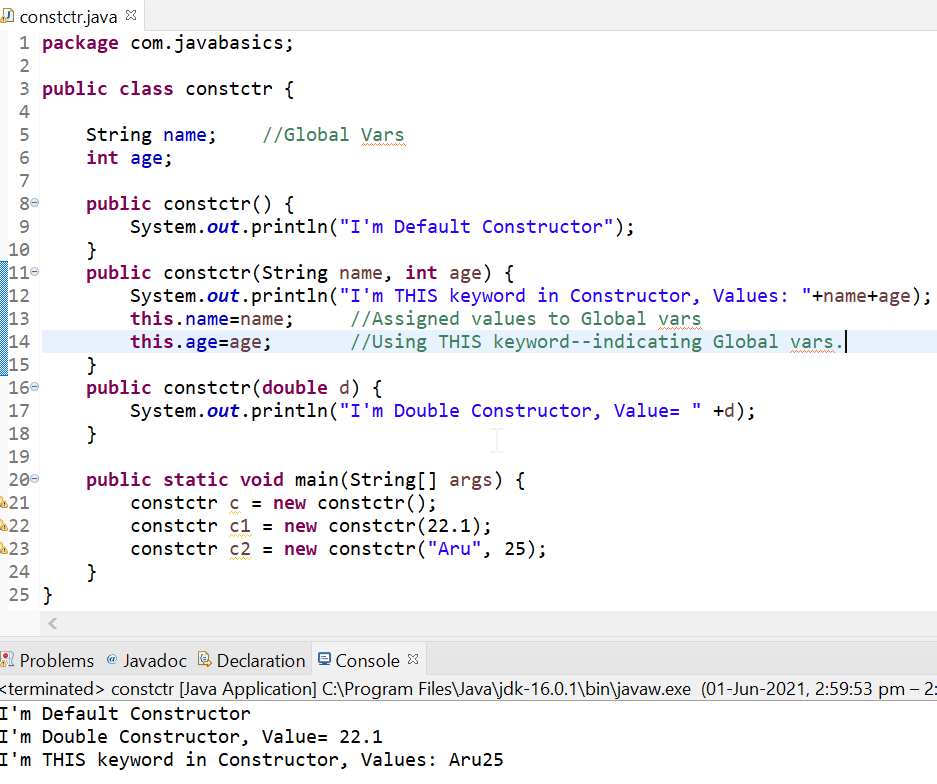 constctr.java
1 package com.javabasics;
2
3 public class constctr {
4
5     String name;    //Global Vars
6     int age;
7
8     public constctr() {
9         System.out.println("I'm Default Constructor");
10     }
11     public constctr(String name, int age) {
12         System.out.println("I'm THIS keyword in Constructor, Values: "+name+age);
13         this.name=name;     //Assigned values to Global vars
14         this.age=age;       //Using THIS keyword--indicating Global vars.
15     }
16     public constctr(double d) {
17         System.out.println("I'm Double Constructor, Value= " +d);
18     }
19
20     public static void main(String[] args) {
21         constctr c = new constctr();
22         constctr c1 = new constctr(22.1);
23         constctr c2 = new constctr("Aru", 25);
24     }
25 }
Problems @ Javadoc Declaration Console
<terminated> constctr [Java Application] C:\Program Files\Java\jdk-16.0.1\bin\javaw.exe (01-Jun-2021, 2:59:53 pm – 2:
I'm Default Constructor
I'm Double Constructor, Value= 22.1
I'm THIS keyword in Constructor, Values: Aru25